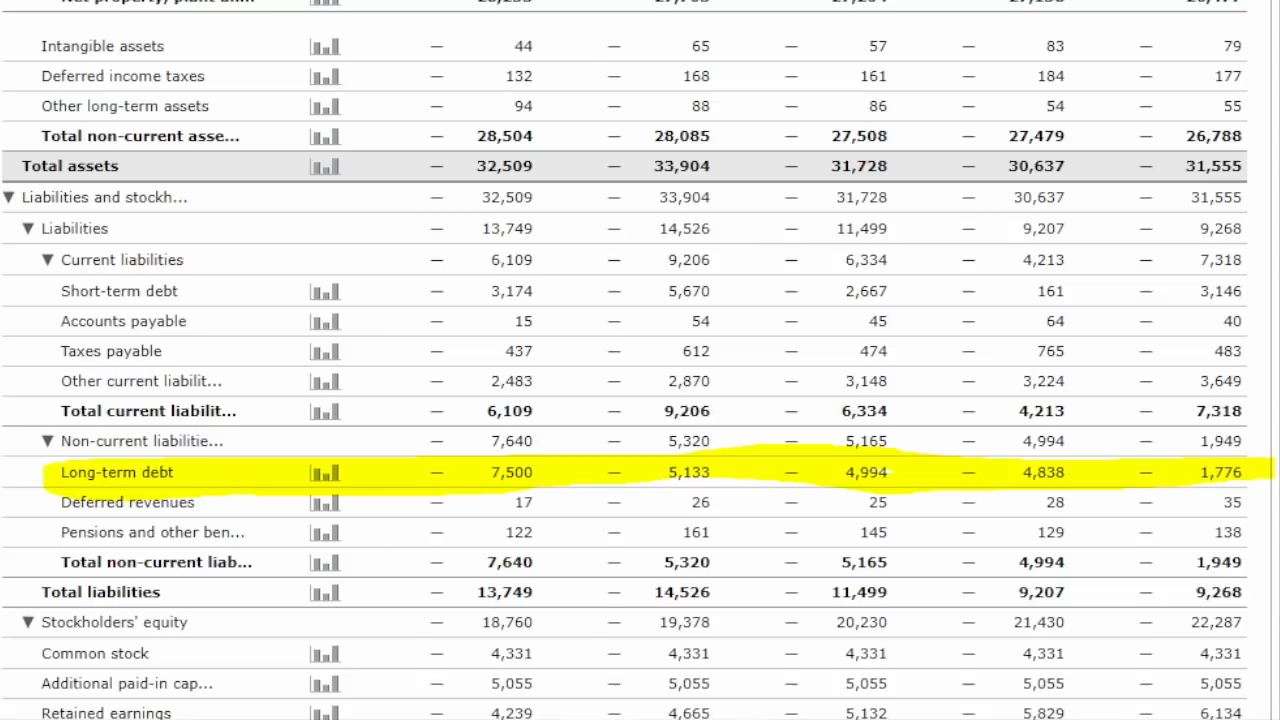 Intangible assets — 44 — 65 — 57 — 83 — 79
Deferred income taxes — 132 — 168 — 161 — 184 — 177
Other long-term assets — 94 — 88 — 86 — 54 — 55
Total non-current asse... — 28,504 — 28,085 — 27,508 — 27,479 — 26,788
Total assets — 32,509 — 33,904 — 31,728 — 30,637 — 31,555
▼ Liabilities and stockh... 32,509 33,904 31,728 30,637 31,555
▼ Liabilities 13,749 14,526 11,499 9,207 9,268
▼ Current liabilities 6,109 9,206 6,334 4,213 7,318
Short-term debt — 3,174 — 5,670 — 2,667 — 161 — 3,146
Accounts payable — 15 — 54 — 45 — 64 — 40
Taxes payable — 437 — 612 — 474 — 765 — 483
Other current liabilit... — 2,483 — 2,870 — 3,148 — 3,224 — 3,649
Total current liabilit... — 6,109 — 9,206 — 6,334 — 4,213 — 7,318
▼ Non-current liabilitie... 7,640 5,320 5,165 4,994 1,949
Long-term debt — 7,500 — 5,133 — 4,994 — 4,838 — 1,776
Deferred revenues — 17 — 26 — 25 — 28 — 35
Pensions and other ben... — 122 — 161 — 145 — 129 — 138
Total non-current liab... — 7,640 — 5,320 — 5,165 — 4,994 — 1,949
Total liabilities — 13,749 — 14,526 — 11,499 — 9,207 — 9,268
▼ Stockholders' equity 18,760 19,378 20,230 21,430 22,287
Common stock — 4,331 — 4,331 — 4,331 — 4,331 — 4,331
Additional paid-in cap... — 5,055 — 5,055 — 5,055 — 5,055 — 5,055
Retained earnings — 4,239 — 4,665 — 5,132 — 5,829 — 6,134